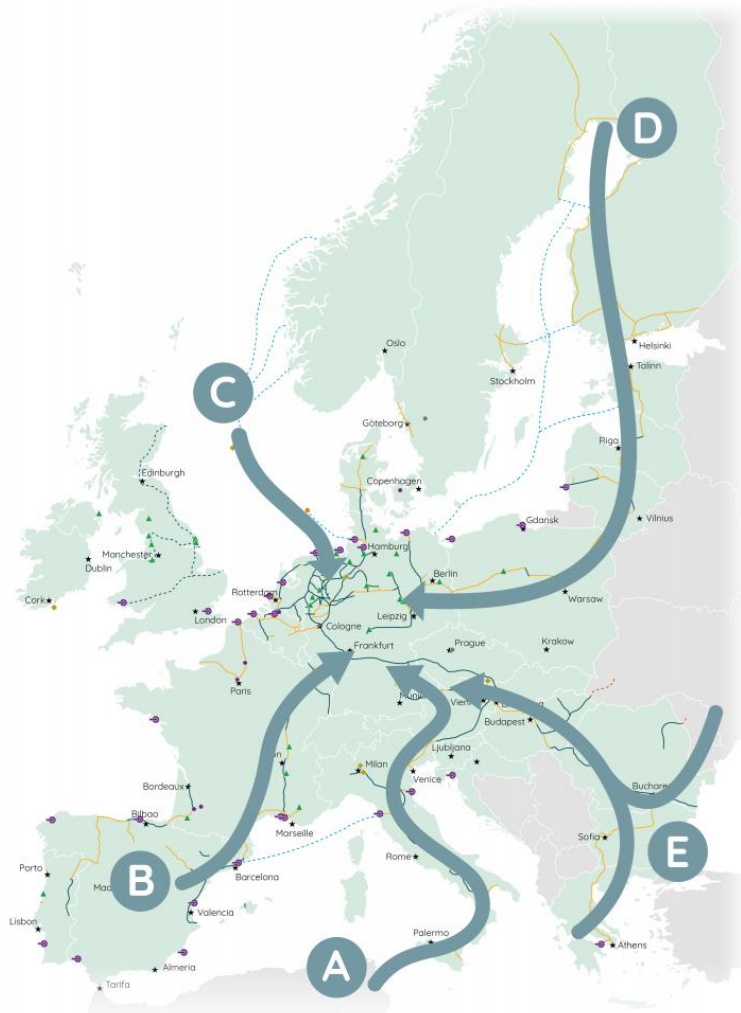 D
Oslo
Helsinki
Talinn
Stockholm
C
Göteborg
Riga
Edinburgh
Copenhagen
Gdansk
Vilnius
Manchester
Dublin
Hamburg
Berlin
Cork
Rotterdam
Warsaw
London
Leipzig
Cologne
Prague
Krakow
Frankfurt
Paris
Budapest
Ljubljana
Milan
Venice
Bordeaux
Bilbao
Marseille
Sofia
E
Porto
B
Barcelona
Rome
Valencia
Lisbon
Palermo
Athens
A
Almeria
Tarifa